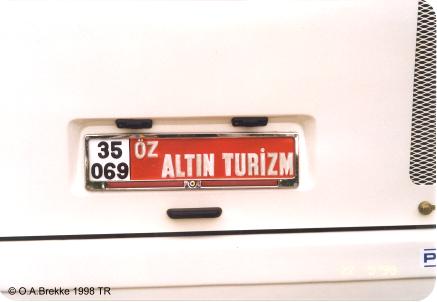 35
069
ÖZ
ALTIN TURİZM
P
© O.A.Brekke 1998 TR